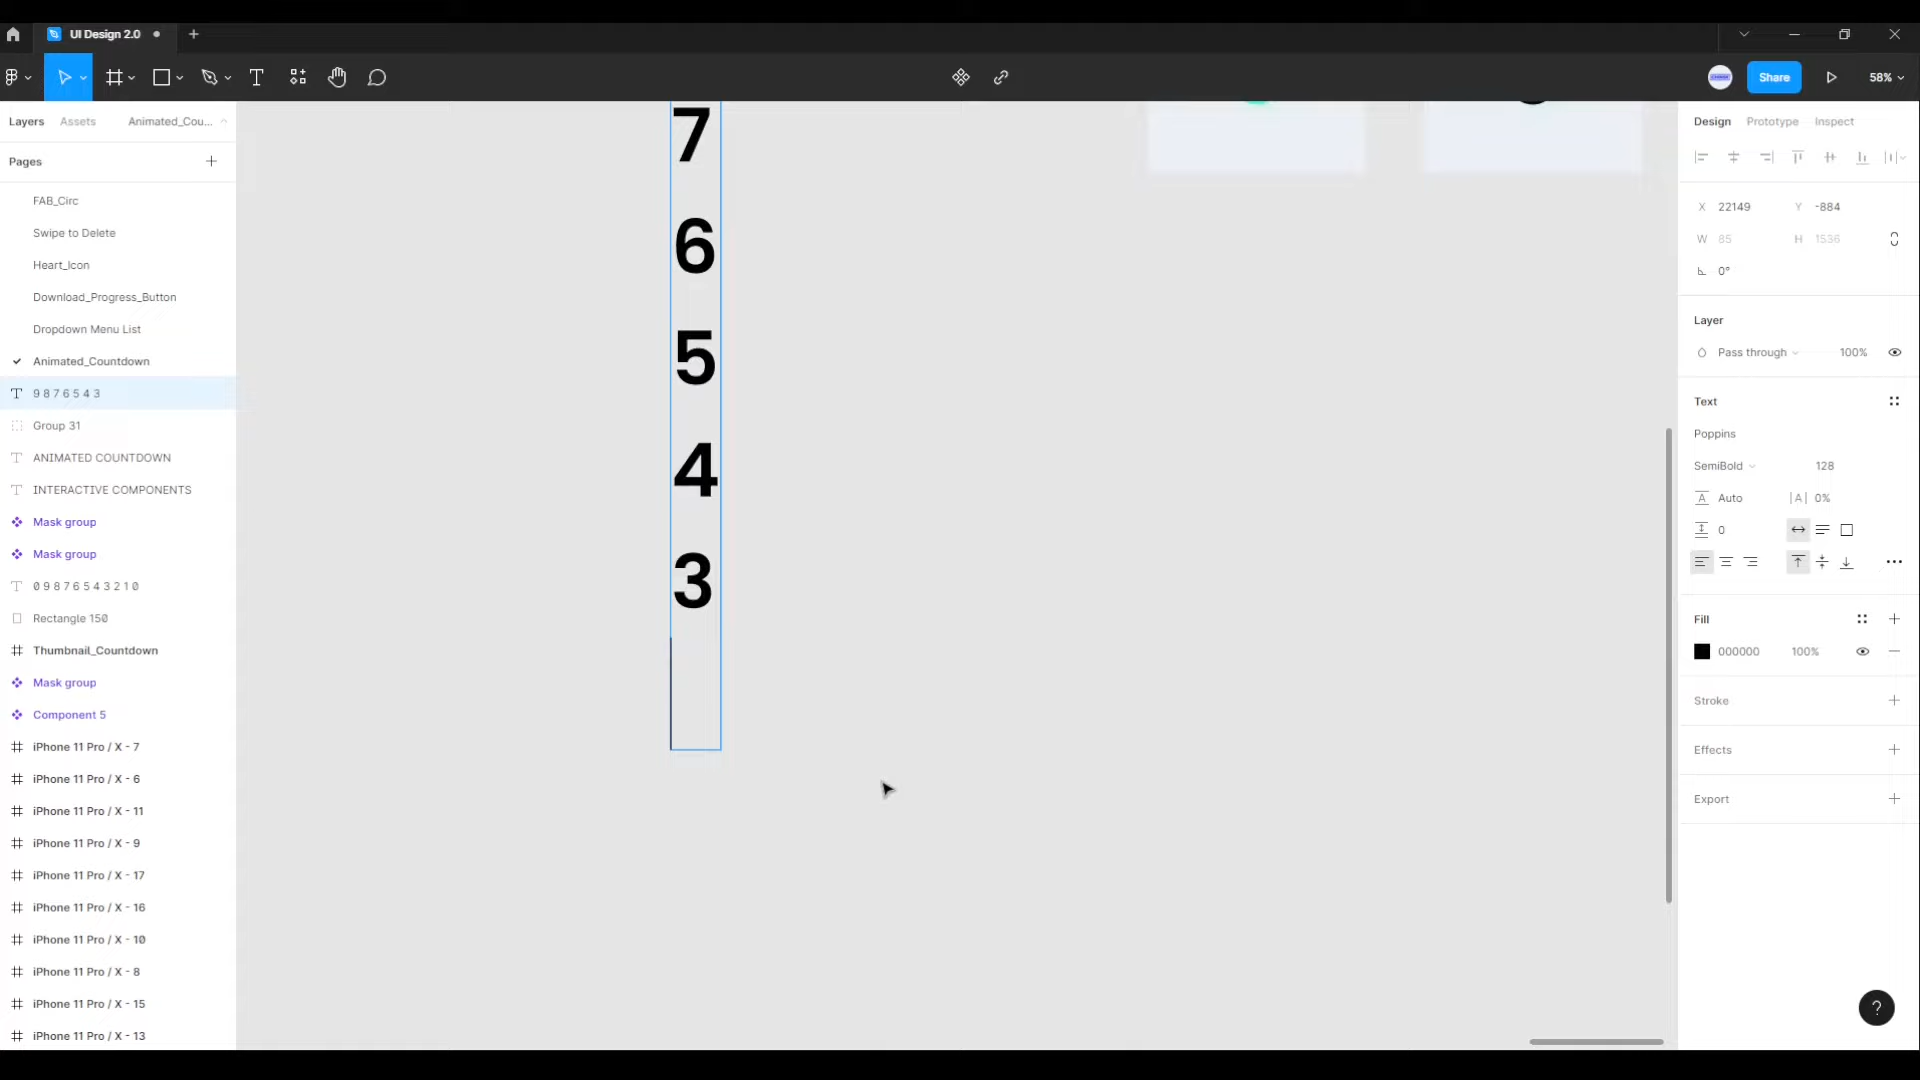 UI Design 2.0
Share
58%
Layers
Assets
Animated_Cou...
Pages
FAB_Circ
Swipe to Delete
Heart_Icon
Download_Progress_Button
Dropdown Menu List
Animated_Countdown
9 8 7 6 5 4 3
Group 31
ANIMATED COUNTDOWN
INTERACTIVE COMPONENTS
Mask group
Mask group
0 9 8 7 6 5 4 3 2 1 0
Rectangle 150
Thumbnail_Countdown
Mask group
Component 5
iPhone 11 Pro / X - 7
iPhone 11 Pro / X - 6
iPhone 11 Pro / X - 11
iPhone 11 Pro / X - 9
iPhone 11 Pro / X - 17
iPhone 11 Pro / X - 16
iPhone 11 Pro / X - 10
iPhone 11 Pro / X - 8
iPhone 11 Pro / X - 15
iPhone 11 Pro / X - 13
7
6
5
4
3
Design
Prototype
Inspect
X 22149 Y -884
W 85 H 1536
0°
Layer
Pass through 100%
Text
Poppins
SemiBold 128
A Auto |A| 0%
0
Fill
000000 100%
Stroke
Effects
Export
?